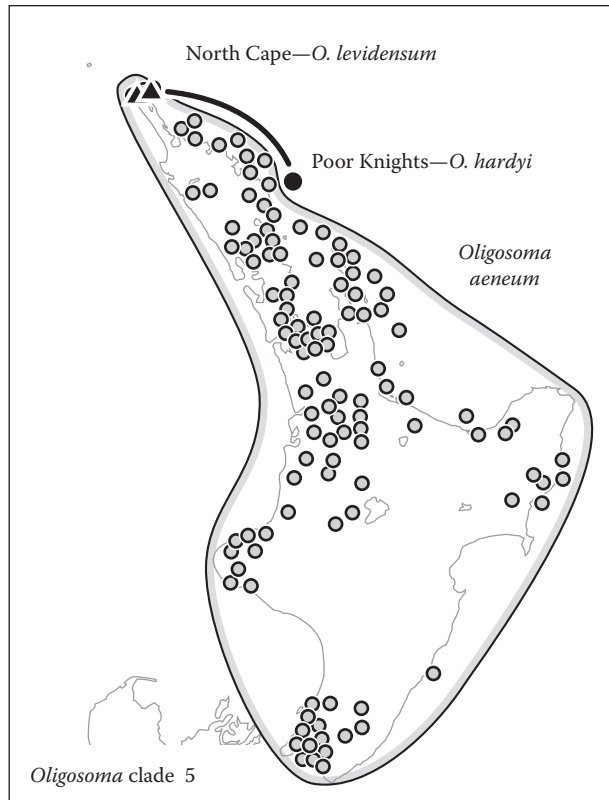 North Cape—O. levidensum
Poor Knights—O. hardyi
Oligosoma
aeneum
Oligosoma clade 5